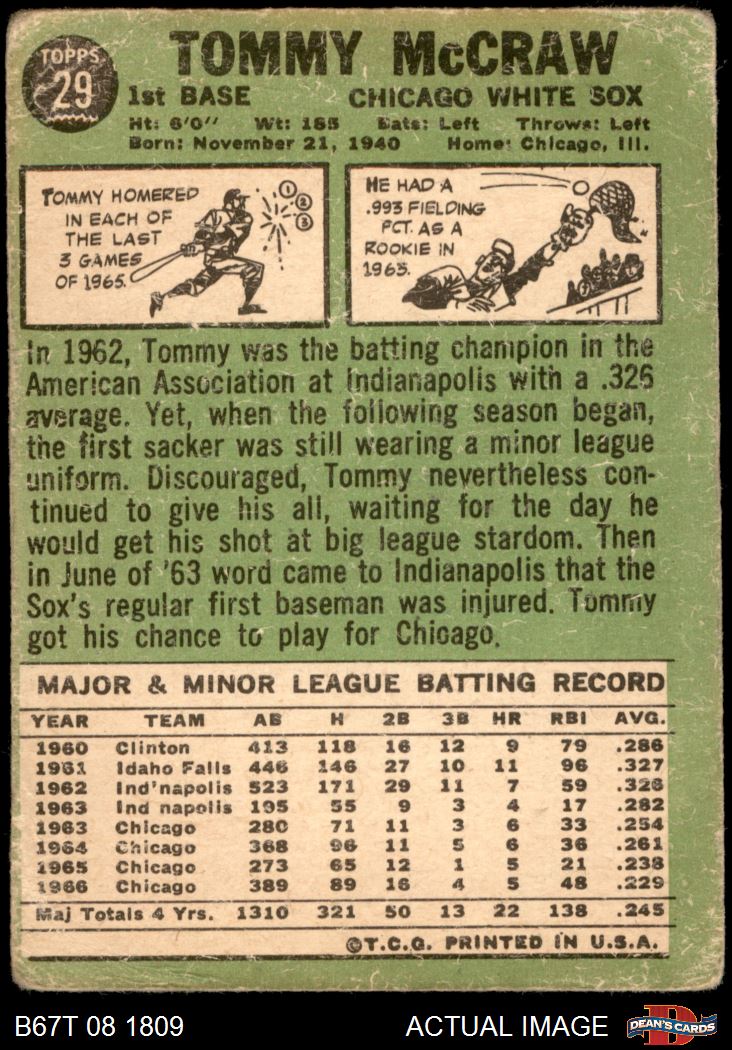 TOPPS
29
TOMMY McCRAW
1st BASE CHICAGO WHITE SOX
Ht: 6'0" Wt: 185 Bats: Left Throws: Left
Born: November 21, 1940 Home: Chicago, Ill.
TOMMY HOMERED
IN EACH OF
THE LAST
3 GAMES
OF 1965.
1
2
3
HE HAD A
.993 FIELDING
PCT. AS A
ROOKIE IN
1963.
In 1962, Tommy was the batting champion in the
American Association at Indianapolis with a .326
average. Yet, when the following season began,
the first sacker was still wearing a minor league
uniform. Discouraged, Tommy nevertheless con-
tinued to give his all, waiting for the day he
would get his shot at big league stardom. Then
in June of '63 word came to Indianapolis that the
Sox's regular first baseman was injured. Tommy
got his chance to play for Chicago.
MAJOR & MINOR LEAGUE BATTING RECORD
YEAR TEAM AB H 2B 3B HR RBI AVG.
1960 Clinton 413 118 16 12 9 79 .286
1961 Idaho Falls 446 146 27 10 11 96 .327
1962 Ind'napolis 523 171 29 11 7 59 .326
1963 Ind'napolis 195 55 9 3 4 17 .282
1963 Chicago 280 71 11 3 6 33 .254
1964 Chicago 368 96 11 5 6 36 .261
1965 Chicago 273 65 12 1 5 21 .238
1966 Chicago 389 89 16 4 5 48 .229
Maj Totals 4 Yrs. 1310 321 50 13 22 138 .245
©T.C.G. PRINTED IN U.S.A.
B67T 08 1809 ACTUAL IMAGE
D
DEAN'S CARDS